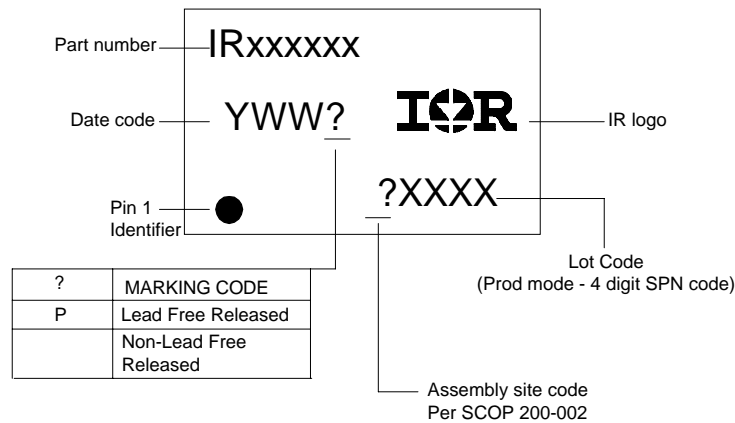 Part number
IRxxxxxx
Date code
YWW?
IOR
IR logo
?XXXX
Pin 1
Identifier
Lot Code
(Prod mode - 4 digit SPN code)
? MARKING CODE
P Lead Free Released
Non-Lead Free
Released
Assembly site code
Per SCOP 200-002